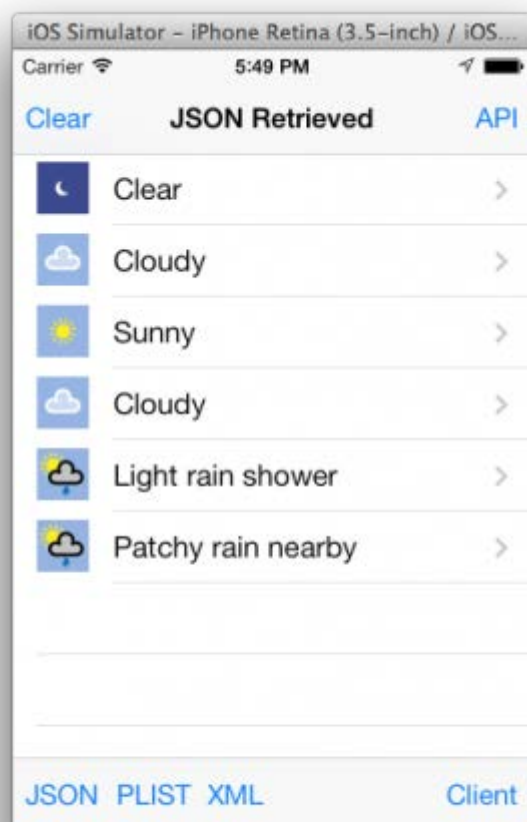 iOS Simulator - iPhone Retina (3.5-inch) / iOS...
Carrier 5:49 PM
Clear JSON Retrieved API
Clear
Cloudy
Sunny
Cloudy
Light rain shower
Patchy rain nearby
JSON PLIST XML Client